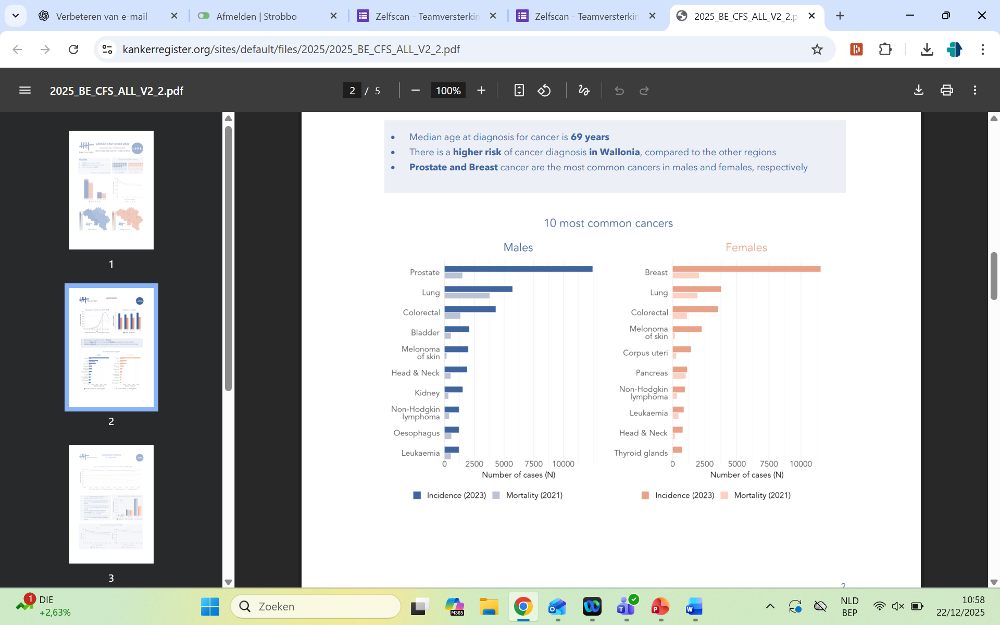 Verbeteren van e-mail
Afmelden | Strobbo
Zelfscan - Teamversterkin
Zelfscan - Teamversterkin
2025_BE_CFS_ALL_V2_2.p
kankerregister.org/sites/default/files/2025/2025_BE_CFS_ALL_V2_2.pdf
2025_BE_CFS_ALL_V2_2.pdf
2 / 5
100%
CANCER FACT SHEET 2023
1
2
3
• Median age at diagnosis for cancer is 69 years
• There is a higher risk of cancer diagnosis in Wallonia, compared to the other regions
• Prostate and Breast cancer are the most common cancers in males and females, respectively
10 most common cancers
Males
Prostate
Lung
Colorectal
Bladder
Melonoma
of skin
Head & Neck
Kidney
Non-Hodgkin
lymphoma
Oesophagus
Leukaemia
0 2500 5000 7500 10000
Number of cases (N)
Incidence (2023) Mortality (2021)
Females
Breast
Lung
Colorectal
Melonoma
of skin
Corpus uteri
Pancreas
Non-Hodgkin
lymphoma
Leukaemia
Head & Neck
Thyroid glands
0 2500 5000 7500 10000
Number of cases (N)
Incidence (2023) Mortality (2021)
2
1
DIE
+2,63%
Zoeken
M365
NLD
BEP
10:58
22/12/2025